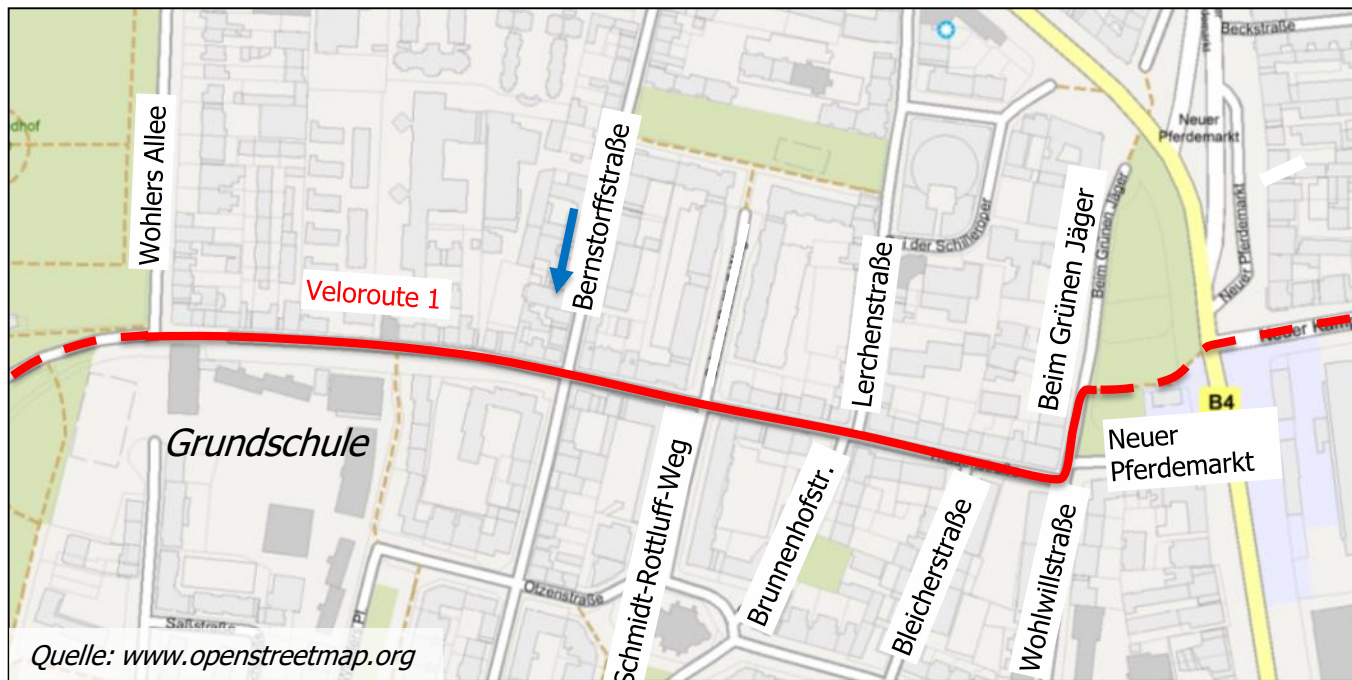 Beckstraße
Neuer
Pferdemarkt
Wohlers Allee
Bernstorffstraße
Neuer Pferdemarkt
Beim Grünen Jäger
Beim Grünen Jäger
Lerchenstraße
Veloroute 1
B4
Grundschule
Neuer
Pferdemarkt
Schmidt-Rottluff-Weg
Brunnenhofstr.
Bleicherstraße
Wohlwillstraße
Otzenstraße
Saßstraße
Quelle: www.openstreetmap.org